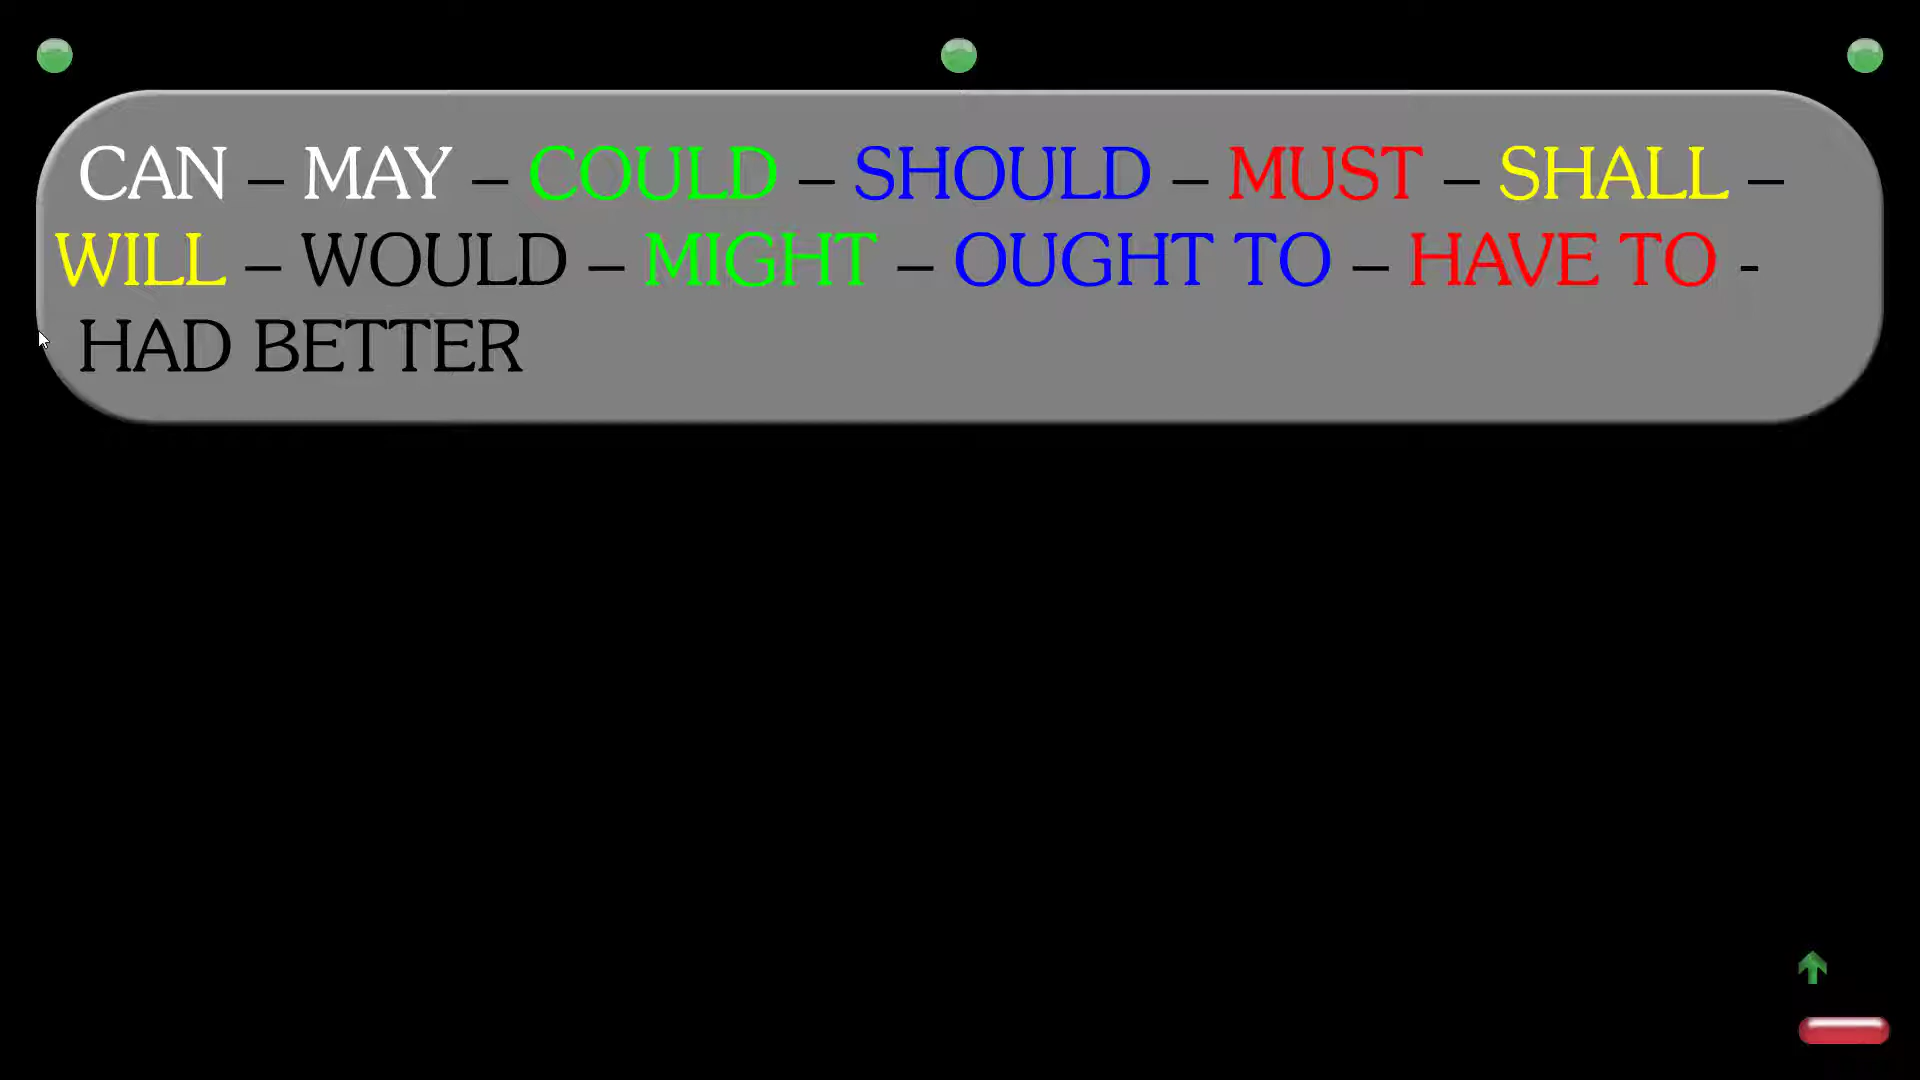 CAN – MAY – COULD – SHOULD – MUST – SHALL –
WILL – WOULD – MIGHT – OUGHT TO – HAVE TO -
HAD BETTER